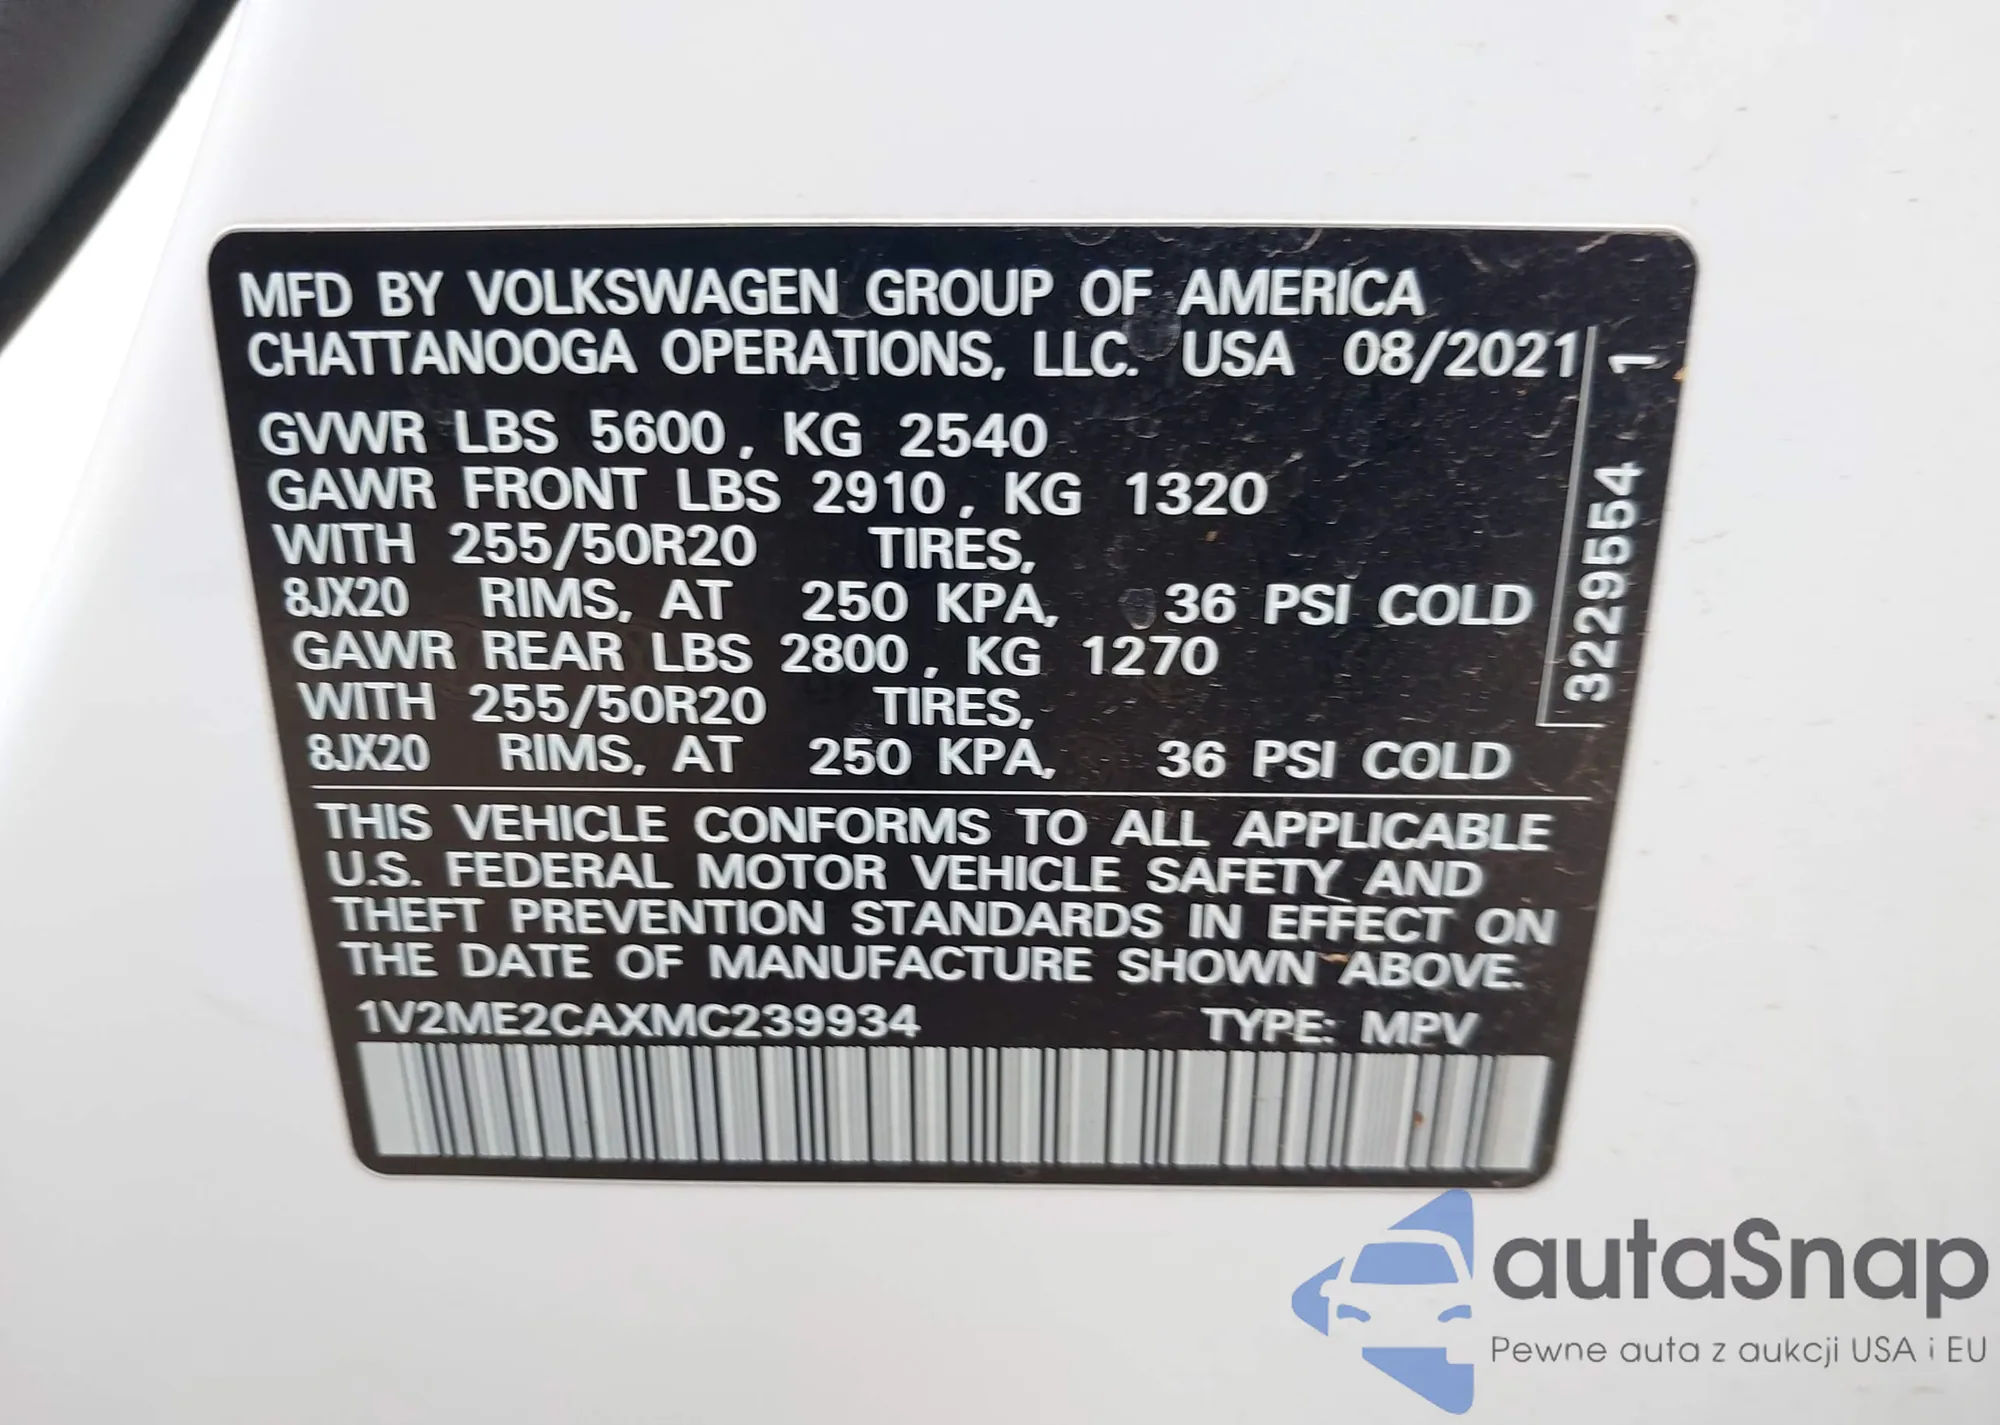 MFD BY VOLKSWAGEN GROUP OF AMERICA
CHATTANOOGA OPERATIONS, LLC. USA 08/2021
GVWR LBS 5600, KG 2540
GAWR FRONT LBS 2910, KG 1320
WITH 255/50R20 TIRES,
8JX20 RIMS, AT 250 KPA, 36 PSI COLD
GAWR REAR LBS 2800, KG 1270
WITH 255/50R20 TIRES,
8JX20 RIMS, AT 250 KPA, 36 PSI COLD
3229554 1
THIS VEHICLE CONFORMS TO ALL APPLICABLE
U.S. FEDERAL MOTOR VEHICLE SAFETY AND
THEFT PREVENTION STANDARDS IN EFFECT ON
THE DATE OF MANUFACTURE SHOWN ABOVE.
1V2ME2CAXMC239934 TYPE: MPV
autaSnap
Pewne auta z aukcji USA i EU